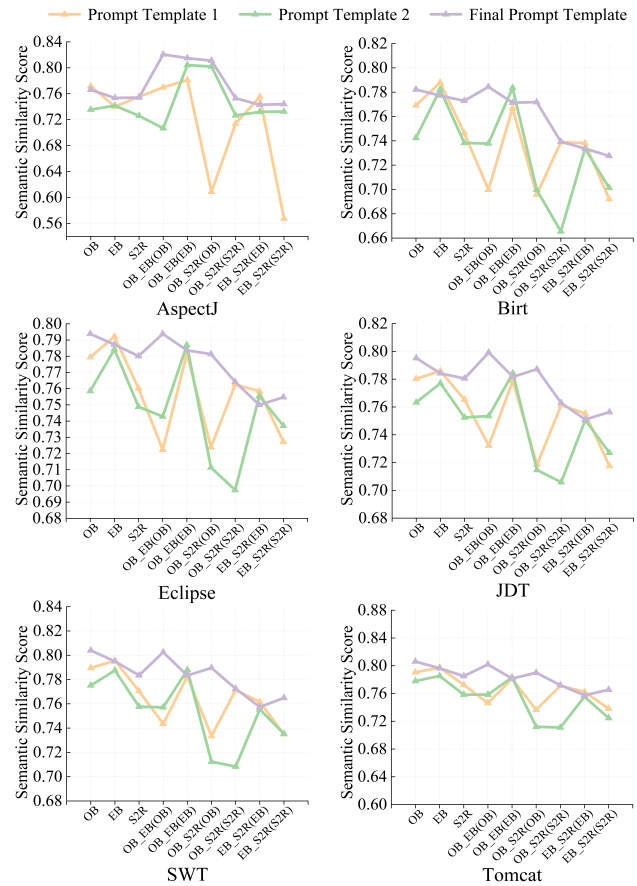 Prompt Template 1 Prompt Template 2 Final Prompt Template
Semantic Similarity Score
0.84
0.80
0.76
0.72
0.68
0.64
0.60
0.56
OB EB S2R OB_EB(OB) OB_EB(EB) OB_S2R(OB) OB_S2R(S2R) EB_S2R(EB) EB_S2R(S2R)
AspectJ
Semantic Similarity Score
0.82
0.78
0.74
0.70
0.66
OB EB S2R OB_EB(OB) OB_EB(EB) OB_S2R(OB) OB_S2R(S2R) EB_S2R(EB) EB_S2R(S2R)
Birt
Semantic Similarity Score
0.80
0.79
0.78
0.77
0.76
0.75
0.74
0.73
0.72
0.71
0.70
0.69
0.68
OB EB S2R OB_EB(OB) OB_EB(EB) OB_S2R(OB) OB_S2R(S2R) EB_S2R(EB) EB_S2R(S2R)
Eclipse
Semantic Similarity Score
0.82
0.80
0.78
0.76
0.74
0.72
0.70
0.68
OB EB S2R OB_EB(OB) OB_EB(EB) OB_S2R(OB) OB_S2R(S2R) EB_S2R(EB) EB_S2R(S2R)
JDT
Semantic Similarity Score
0.84
0.82
0.80
0.78
0.76
0.74
0.72
0.70
0.68
OB EB S2R OB_EB(OB) OB_EB(EB) OB_S2R(OB) OB_S2R(S2R) EB_S2R(EB) EB_S2R(S2R)
SWT
Semantic Similarity Score
0.88
0.84
0.80
0.76
0.72
0.68
0.64
0.60
OB EB S2R OB_EB(OB) OB_EB(EB) OB_S2R(OB) OB_S2R(S2R) EB_S2R(EB) EB_S2R(S2R)
Tomcat